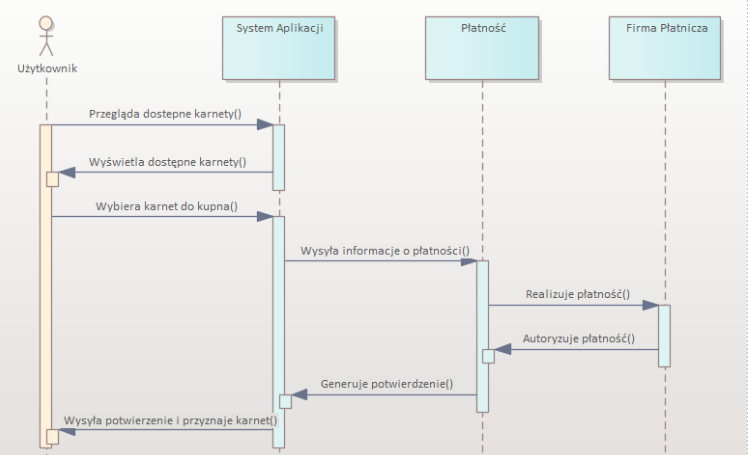 System Aplikacji
Płatność
Firma Płatnicza
Użytkownik
Przegląda dostepne karnety()
Wyświetla dostępne karnety()
Wybiera karnet do kupna()
Wysyła informacje o płatności()
Realizuje płatność()
Autoryzuje płatność()
Generuje potwierdzenie()
Wysyła potwierzenie i przyznaje karnet()